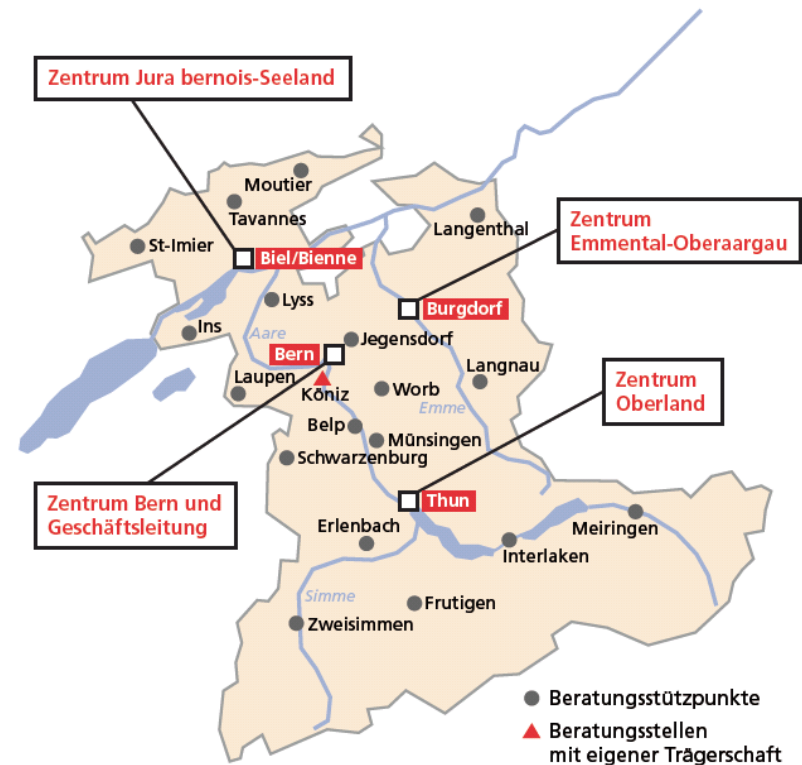 Zentrum Jura bernois-Seeland
Moutier
Tavannes
St-Imier
Biel/Bienne
Langenthal
Zentrum
Emmental-Oberaargau
Lyss
Ins
Aare
Burgdorf
Jegensdorf
Bern
Laupen
Köniz
Worb
Langnau
Emme
Zentrum
Oberland
Belp
Münsingen
Schwarzenburg
Zentrum Bern und
Geschäftsleitung
Thun
Erlenbach
Interlaken
Meiringen
Simme
Frutigen
Zweisimmen
Beratungsstützpunkte
Beratungsstellen
mit eigener Trägerschaft